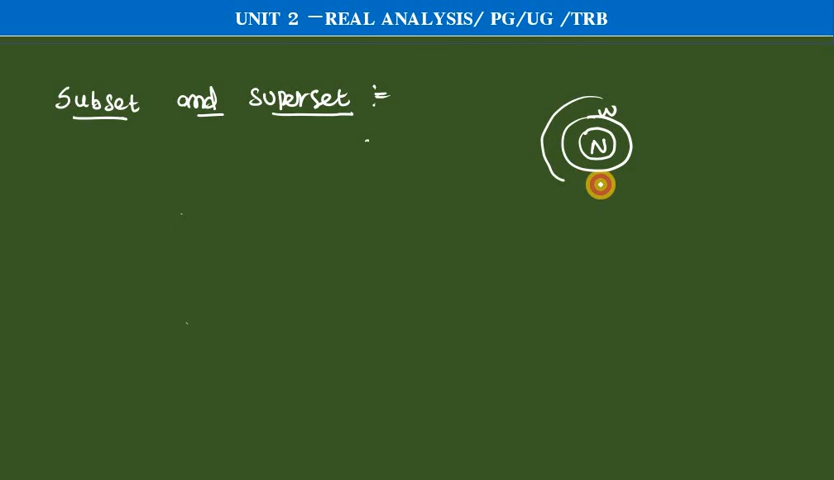 UNIT 2 – REAL ANALYSIS/ PG/UG /TRB
Subset and Superset :=
W
N